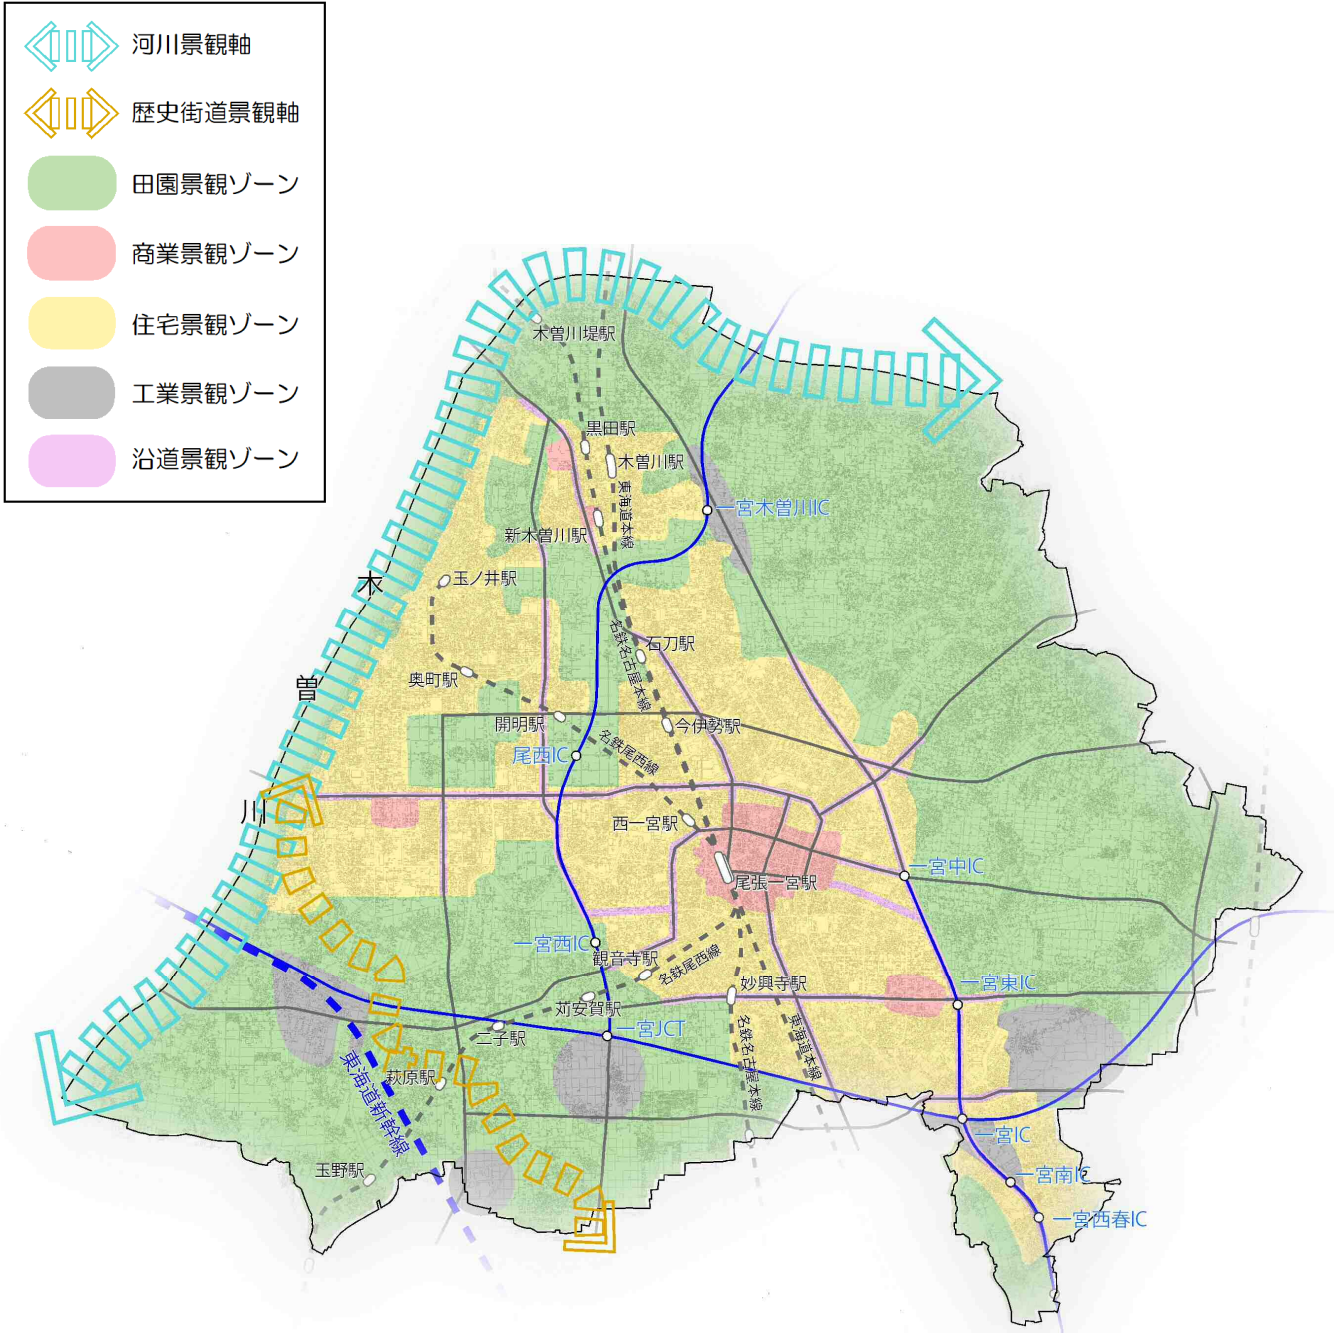 河川景観軸
歴史街道景観軸
田園景観ゾーン
商業景観ゾーン
住宅景観ゾーン
工業景観ゾーン
沿道景観ゾーン
木曽川堤駅
黒田駅
木曽川駅
東海道本線
一宮木曽川IC
新木曽川駅
玉ノ井駅
木
曽
川
名鉄名古屋本線
石刀駅
奥町駅
開明駅
今伊勢駅
名鉄尾西線
尾西IC
西一宮駅
尾張一宮駅
一宮中IC
一宮西IC
観音寺駅
名鉄尾西線
妙興寺駅
一宮東IC
苅安賀駅
一宮JCT
二子駅
名鉄名古屋本線
東海道本線
萩原駅
東海道新幹線
一宮IC
玉野駅
一宮南IC
一宮西春IC